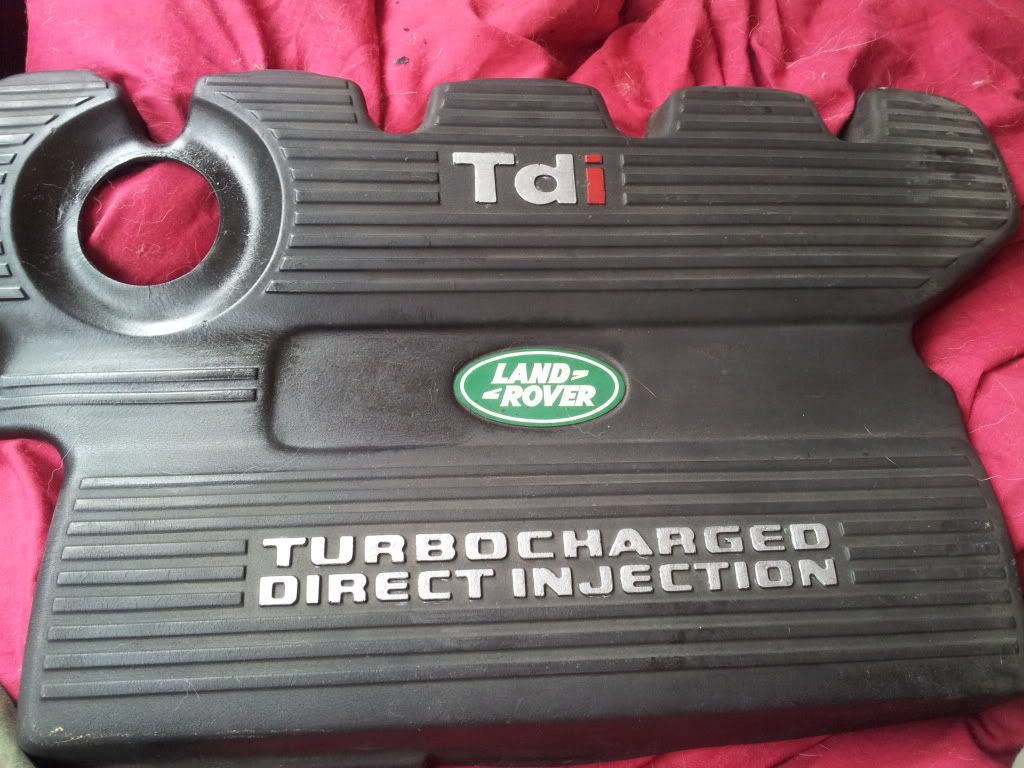 Tdi
LAND
ROVER
TURBOCHARGED
DIRECT INJECTION